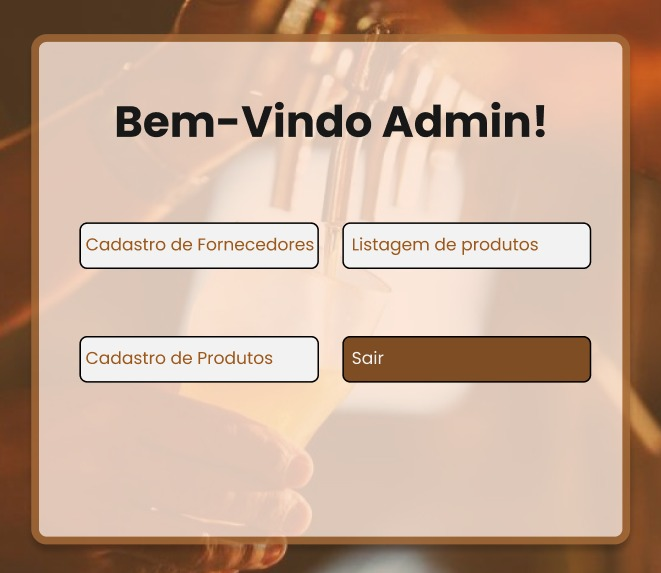 Bem-Vindo Admin!
Cadastro de Fornecedores
Listagem de produtos
Cadastro de Produtos
Sair